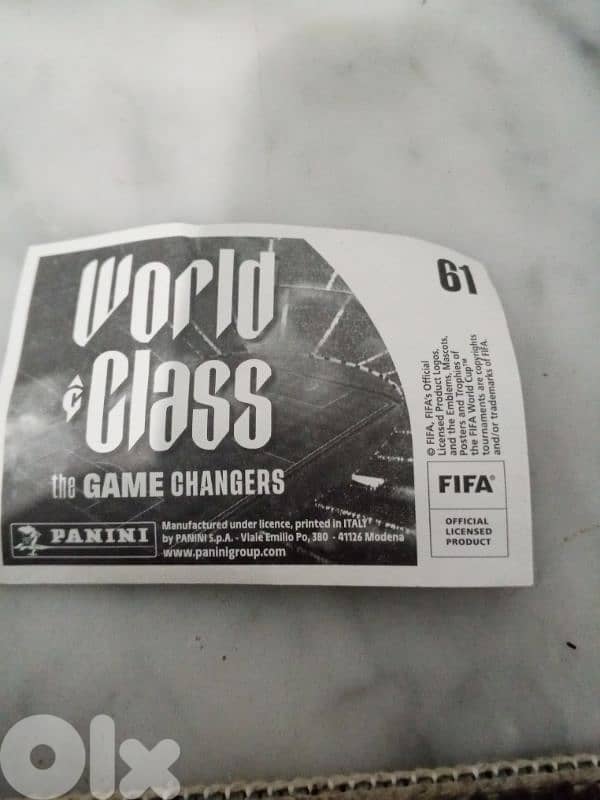 World
Class
the GAME CHANGERS
PANINI
Manufactured under licence, printed in ITALY
by PANINI S.p.A. - Viale Emilio Po, 380 - 41126 Modena
www.paninigroup.com
61
© FIFA, FIFA's Official
Licensed Product Logos,
and the Emblems, Mascots,
Posters and Trophies of
the FIFA World Cup™
tournaments are copyrights
and/or trademarks of FIFA.
FIFA®
OFFICIAL
LICENSED
PRODUCT
Olx